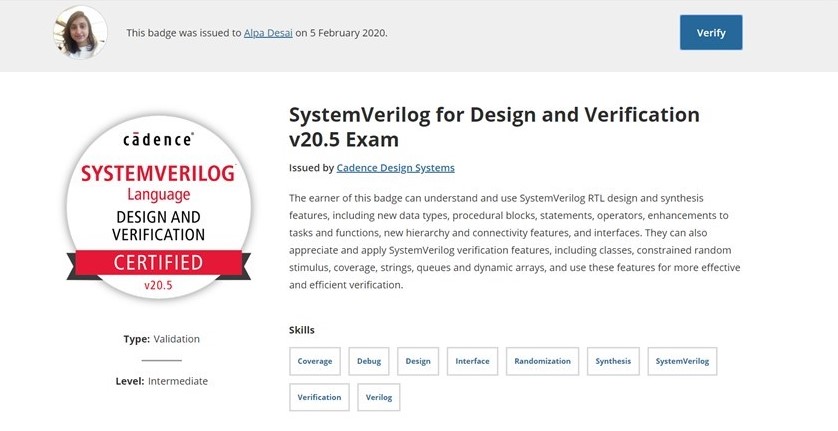 This badge was issued to Alpa Desai on 5 February 2020.
Verify
cādence®
SYSTEMVERILOG
Language
DESIGN AND
VERIFICATION
CERTIFIED
v20.5
Type: Validation
Level: Intermediate
SystemVerilog for Design and Verification
v20.5 Exam
Issued by Cadence Design Systems
The earner of this badge can understand and use SystemVerilog RTL design and synthesis
features, including new data types, procedural blocks, statements, operators, enhancements to
tasks and functions, new hierarchy and connectivity features, and interfaces. They can also
appreciate and apply SystemVerilog verification features, including classes, constrained random
stimulus, coverage, strings, queues and dynamic arrays, and use these features for more effective
and efficient verification.
Skills
Coverage Debug Design Interface Randomization Synthesis SystemVerilog
Verification Verilog